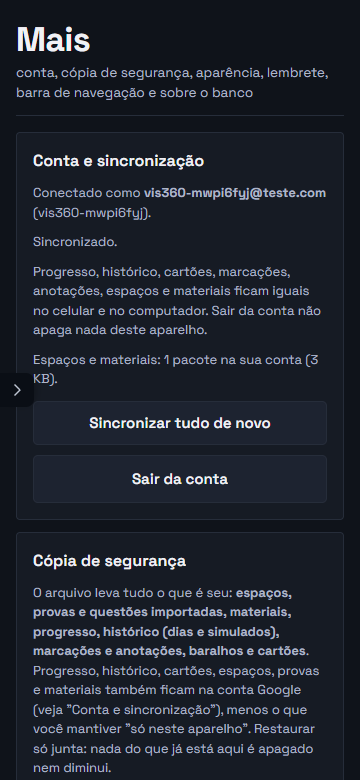 Mais
conta, cópia de segurança, aparência, lembrete,
barra de navegação e sobre o banco
Conta e sincronização
Conectado como vis360-mwpi6fyj@teste.com
(vis360-mwpi6fyj).
Sincronizado.
Progresso, histórico, cartões, marcações,
anotações, espaços e materiais ficam iguais
no celular e no computador. Sair da conta não
apaga nada deste aparelho.
Espaços e materiais: 1 pacote na sua conta (3
KB).
Sincronizar tudo de novo
Sair da conta
Cópia de segurança
O arquivo leva tudo o que é seu: espaços,
provas e questões importadas, materiais,
progresso, histórico (dias e simulados),
marcações e anotações, baralhos e cartões.
Progresso, histórico, cartões, espaços, provas
e materiais também ficam na conta Google
(veja "Conta e sincronização"), menos o que
você mantiver "só neste aparelho". Restaurar
só junta: nada do que já está aqui é apagado
nem diminui.